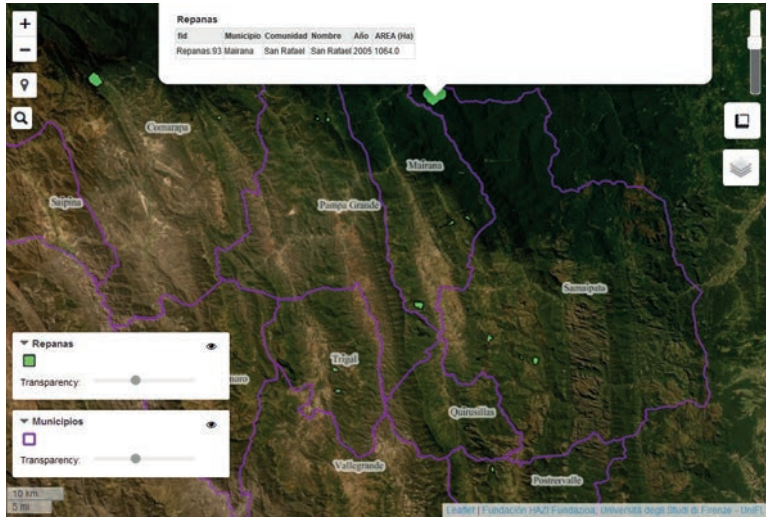 Repanas
fid Municipio Comunidad Nombre Año AREA (Ha)
Repanas.93 Mairana San Rafael San Rafael 2005 1064.0
+
−
Comarapa
Mairana
Saipina
Pampa Grande
Samaipata
Repanas
Transparency:
Trigal
Municipios
Transparency:
Quirusillas
Vallegrande
Postrervalle
10 km
5 mi
Leaflet | Fundación HAZI Fundazioa, Università degli Studi di Firenze - UniFI